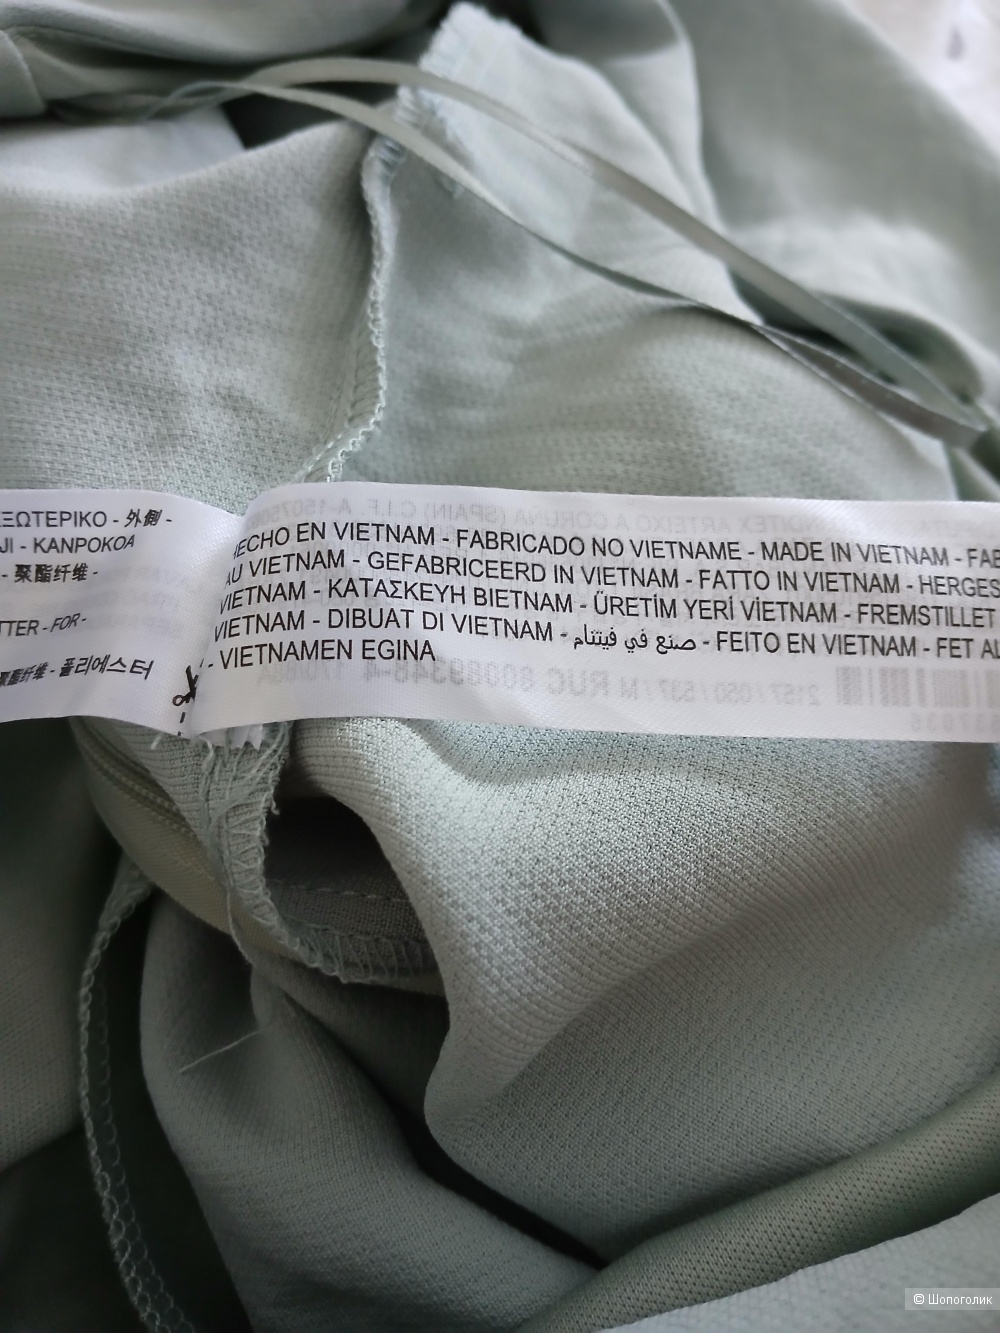 ΕΞΩΤΕΡΙΚΟ - 外側 -
JI - KANPOKOA
- 聚酯纤维 -
TTER - FOR -
聚酯纤维 - 폴리에스터
HECHO EN VIETNAM - FABRICADO NO VIETNAME - MADE IN VIETNAM - FAB
AU VIETNAM - GEFABRICEERD IN VIETNAM - FATTO IN VIETNAM - HERGES
VIETNAM - ΚΑΤΑΣΚΕΥΗ ΒΙΕΤΝΑΜ - ÜRETİM YERİ VİETNAM - FREMSTILLET
VIETNAM - DIBUAT DI VIETNAM - صنع في فيتنام - FEITO EN VIETNAM - FET AL
- VIETNAMEN EGINA
© Шопоголик